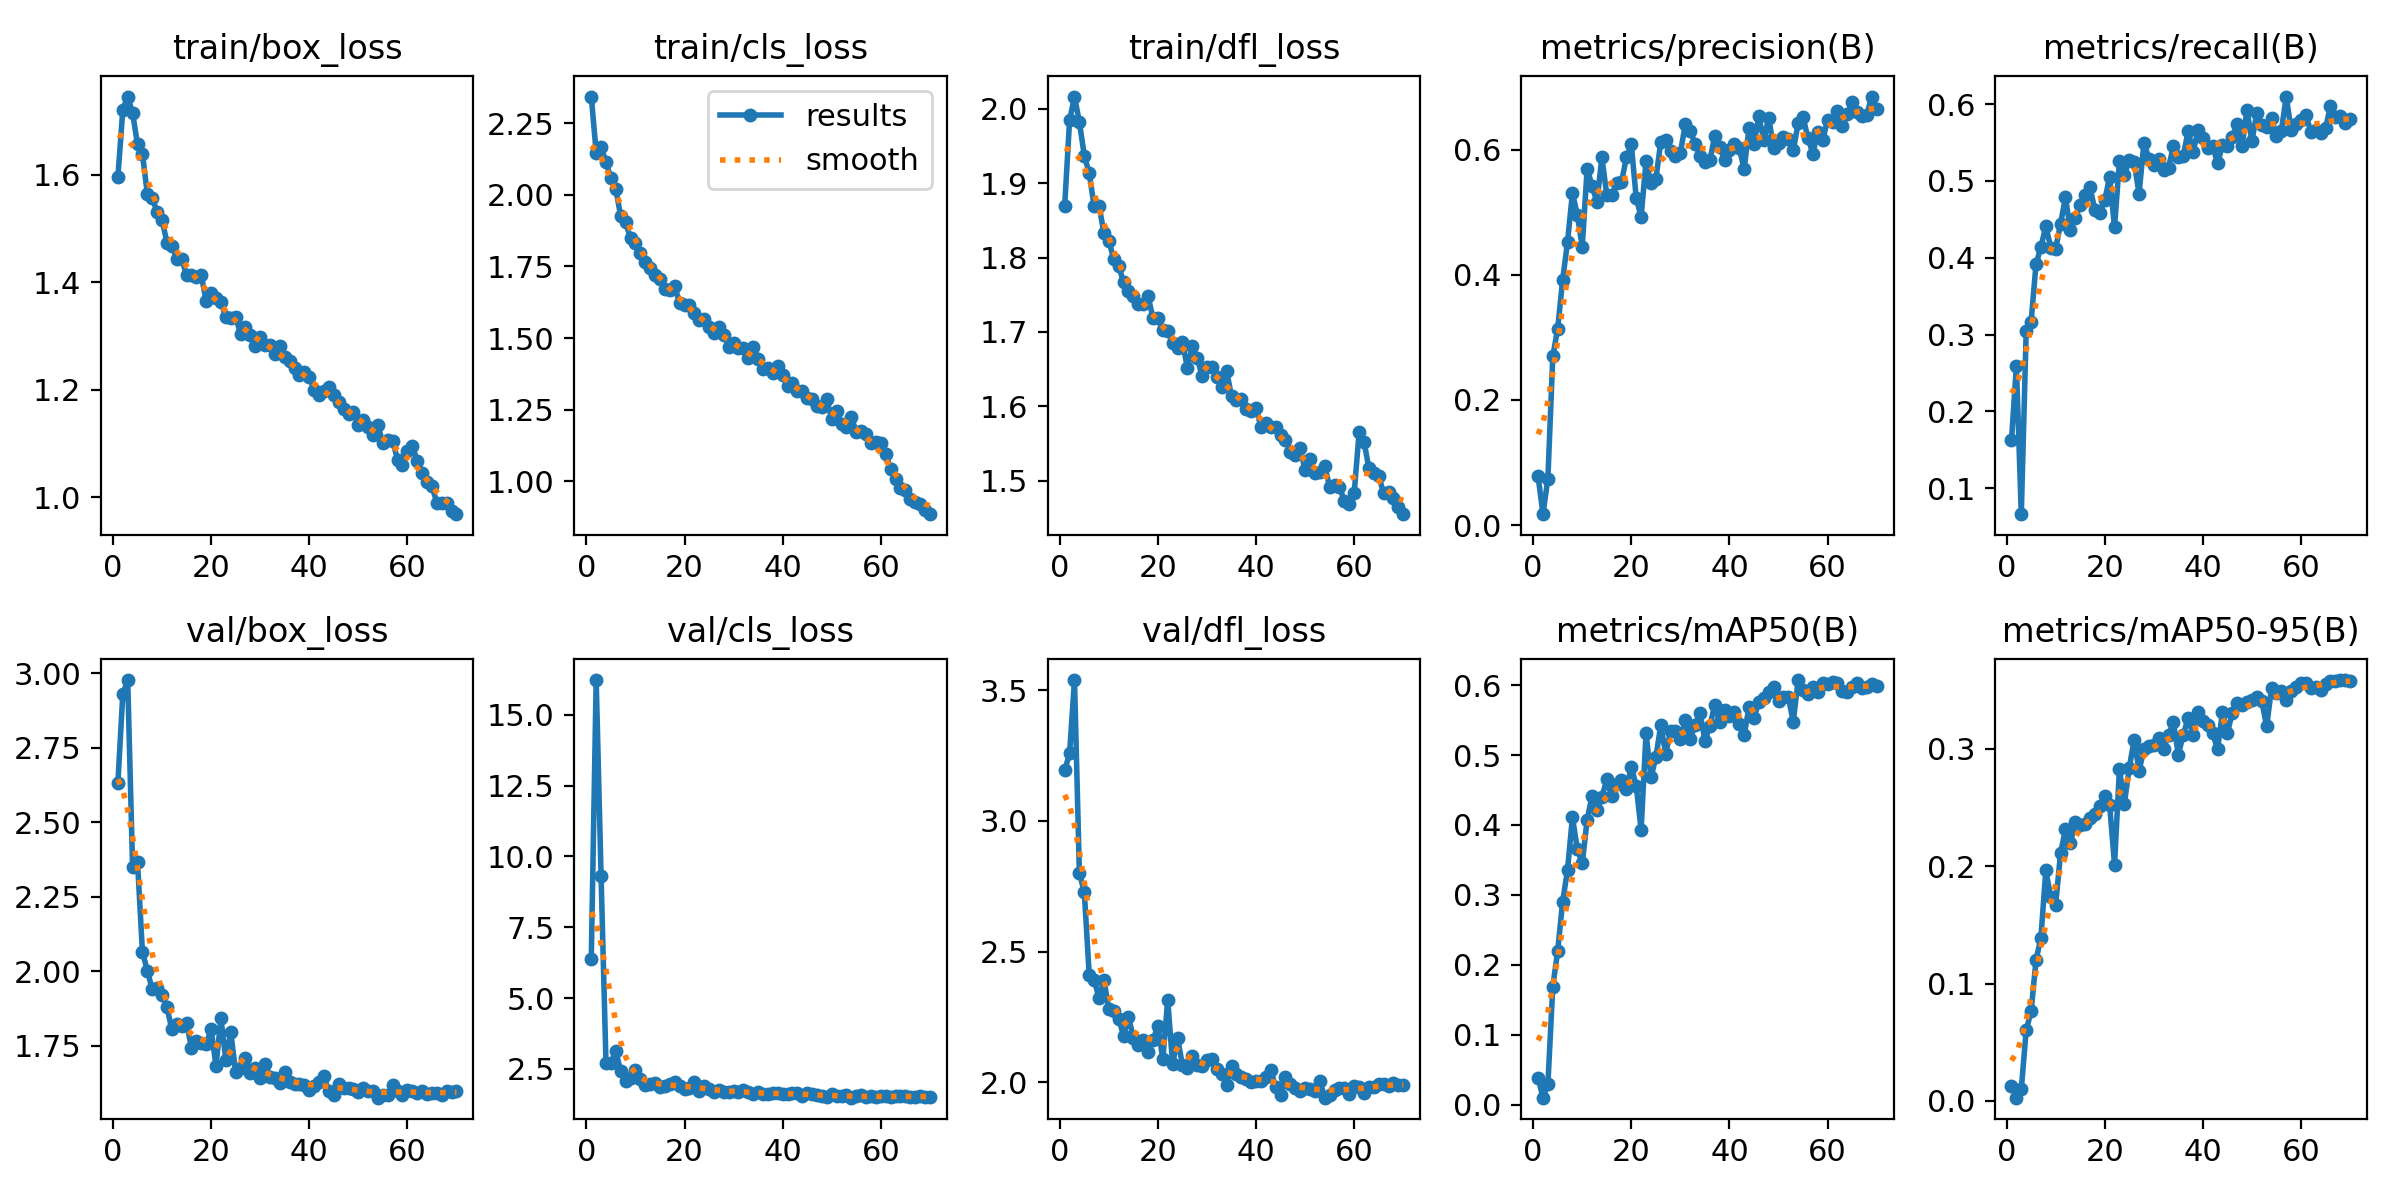 train/box_loss
1.6
1.4
1.2
1.0
0 20 40 60
train/cls_loss
results
smooth
2.25
2.00
1.75
1.50
1.25
1.00
0 20 40 60
train/dfl_loss
2.0
1.9
1.8
1.7
1.6
1.5
0 20 40 60
metrics/precision(B)
0.6
0.4
0.2
0.0
0 20 40 60
metrics/recall(B)
0.6
0.5
0.4
0.3
0.2
0.1
0 20 40 60
val/box_loss
3.00
2.75
2.50
2.25
2.00
1.75
0 20 40 60
val/cls_loss
15.0
12.5
10.0
7.5
5.0
2.5
0 20 40 60
val/dfl_loss
3.5
3.0
2.5
2.0
0 20 40 60
metrics/mAP50(B)
0.6
0.5
0.4
0.3
0.2
0.1
0.0
0 20 40 60
metrics/mAP50-95(B)
0.3
0.2
0.1
0.0
0 20 40 60